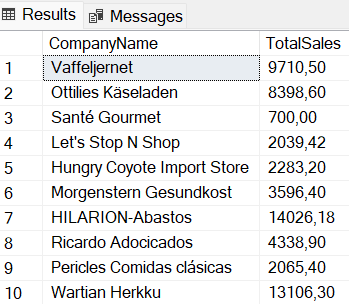 Results Messages
CompanyName TotalSales
1 Vaffeljernet 9710,50
2 Ottilies Käseladen 8398,60
3 Santé Gourmet 700,00
4 Let's Stop N Shop 2039,42
5 Hungry Coyote Import Store 2283,20
6 Morgenstern Gesundkost 3596,40
7 HILARION-Abastos 14026,18
8 Ricardo Adocicados 4338,90
9 Pericles Comidas clásicas 2065,40
10 Wartian Herkku 13106,30